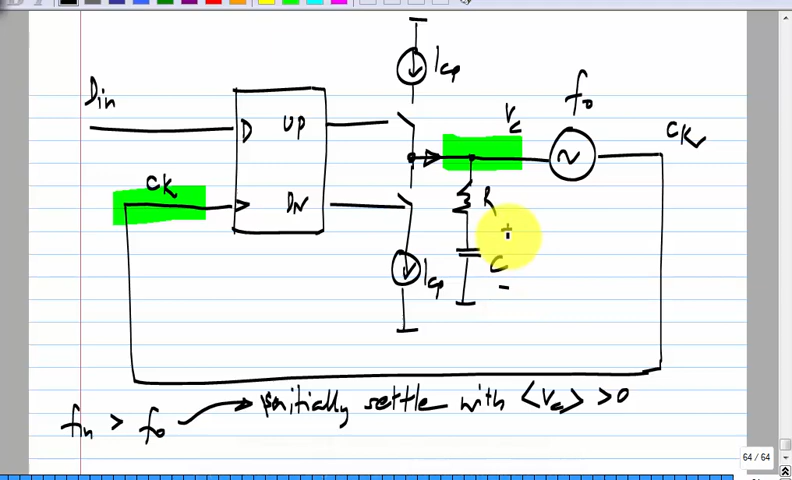 Icp
Din
D UP
Vc
fo
CK
CK
DN
R
+
C
Icp
-
fin > fo → initially settle with <Vc> > 0
64 / 64